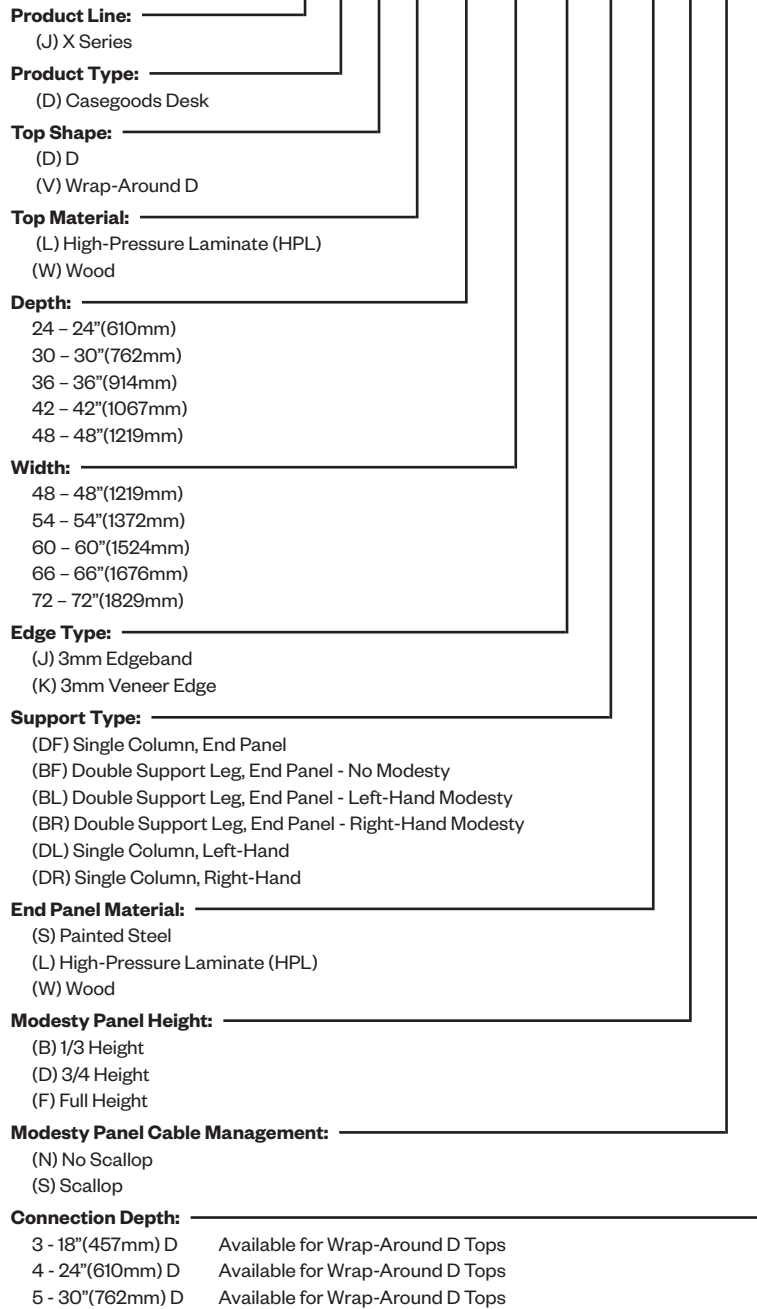 Product Line:
(J) X Series
Product Type:
(D) Casegoods Desk
Top Shape:
(D) D
(V) Wrap-Around D
Top Material:
(L) High-Pressure Laminate (HPL)
(W) Wood
Depth:
24 – 24”(610mm)
30 – 30”(762mm)
36 – 36”(914mm)
42 – 42”(1067mm)
48 – 48”(1219mm)
Width:
48 – 48”(1219mm)
54 – 54”(1372mm)
60 – 60”(1524mm)
66 – 66”(1676mm)
72 – 72”(1829mm)
Edge Type:
(J) 3mm Edgeband
(K) 3mm Veneer Edge
Support Type:
(DF) Single Column, End Panel
(BF) Double Support Leg, End Panel - No Modesty
(BL) Double Support Leg, End Panel - Left-Hand Modesty
(BR) Double Support Leg, End Panel - Right-Hand Modesty
(DL) Single Column, Left-Hand
(DR) Single Column, Right-Hand
End Panel Material:
(S) Painted Steel
(L) High-Pressure Laminate (HPL)
(W) Wood
Modesty Panel Height:
(B) 1/3 Height
(D) 3/4 Height
(F) Full Height
Modesty Panel Cable Management:
(N) No Scallop
(S) Scallop
Connection Depth:
3 - 18”(457mm) D Available for Wrap-Around D Tops
4 - 24”(610mm) D Available for Wrap-Around D Tops
5 - 30”(762mm) D Available for Wrap-Around D Tops